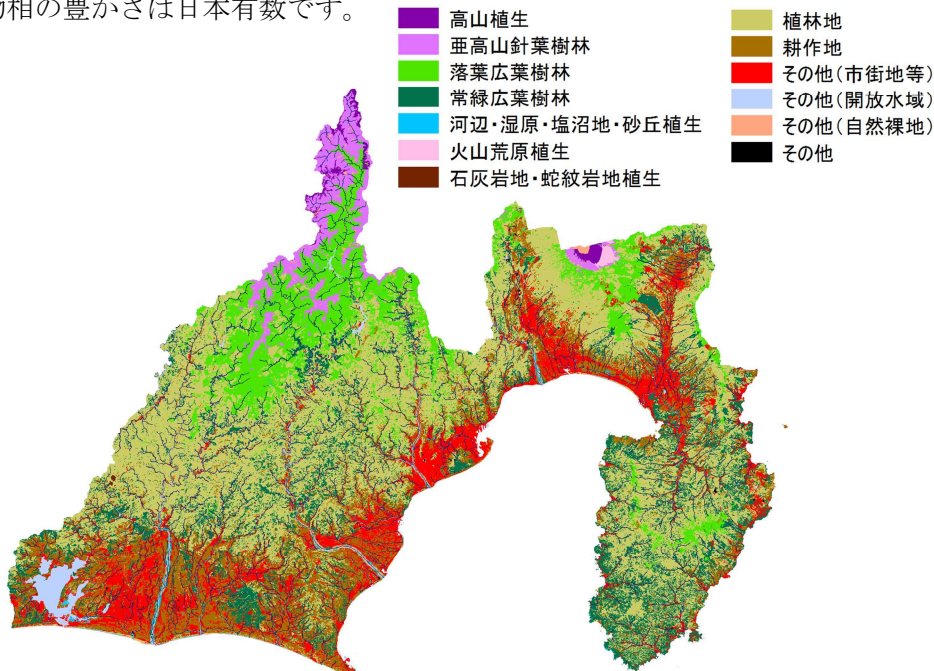 物相の豊かさは日本有数です。
高山植生
亜高山針葉樹林
落葉広葉樹林
常緑広葉樹林
河辺・湿原・塩沼地・砂丘植生
火山荒原植生
石灰岩地・蛇紋岩地植生
植林地
耕作地
その他(市街地等)
その他(開放水域)
その他(自然裸地)
その他